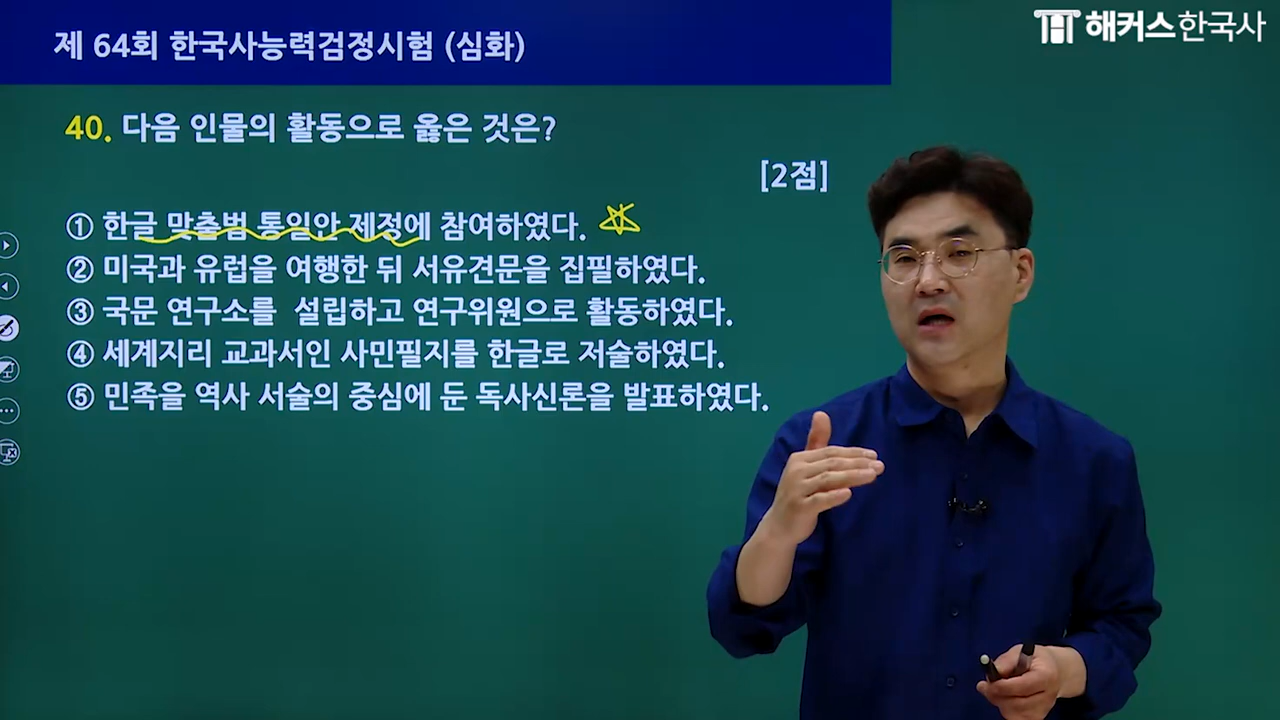 제 64회 한국사능력검정시험 (심화)
해커스한국사
40. 다음 인물의 활동으로 옳은 것은?
[2점]
① 한글 맞춤법 통일안 제정에 참여하였다.
② 미국과 유럽을 여행한 뒤 서유견문을 집필하였다.
③ 국문 연구소를 설립하고 연구위원으로 활동하였다.
④ 세계지리 교과서인 사민필지를 한글로 저술하였다.
⑤ 민족을 역사 서술의 중심에 둔 독사신론을 발표하였다.